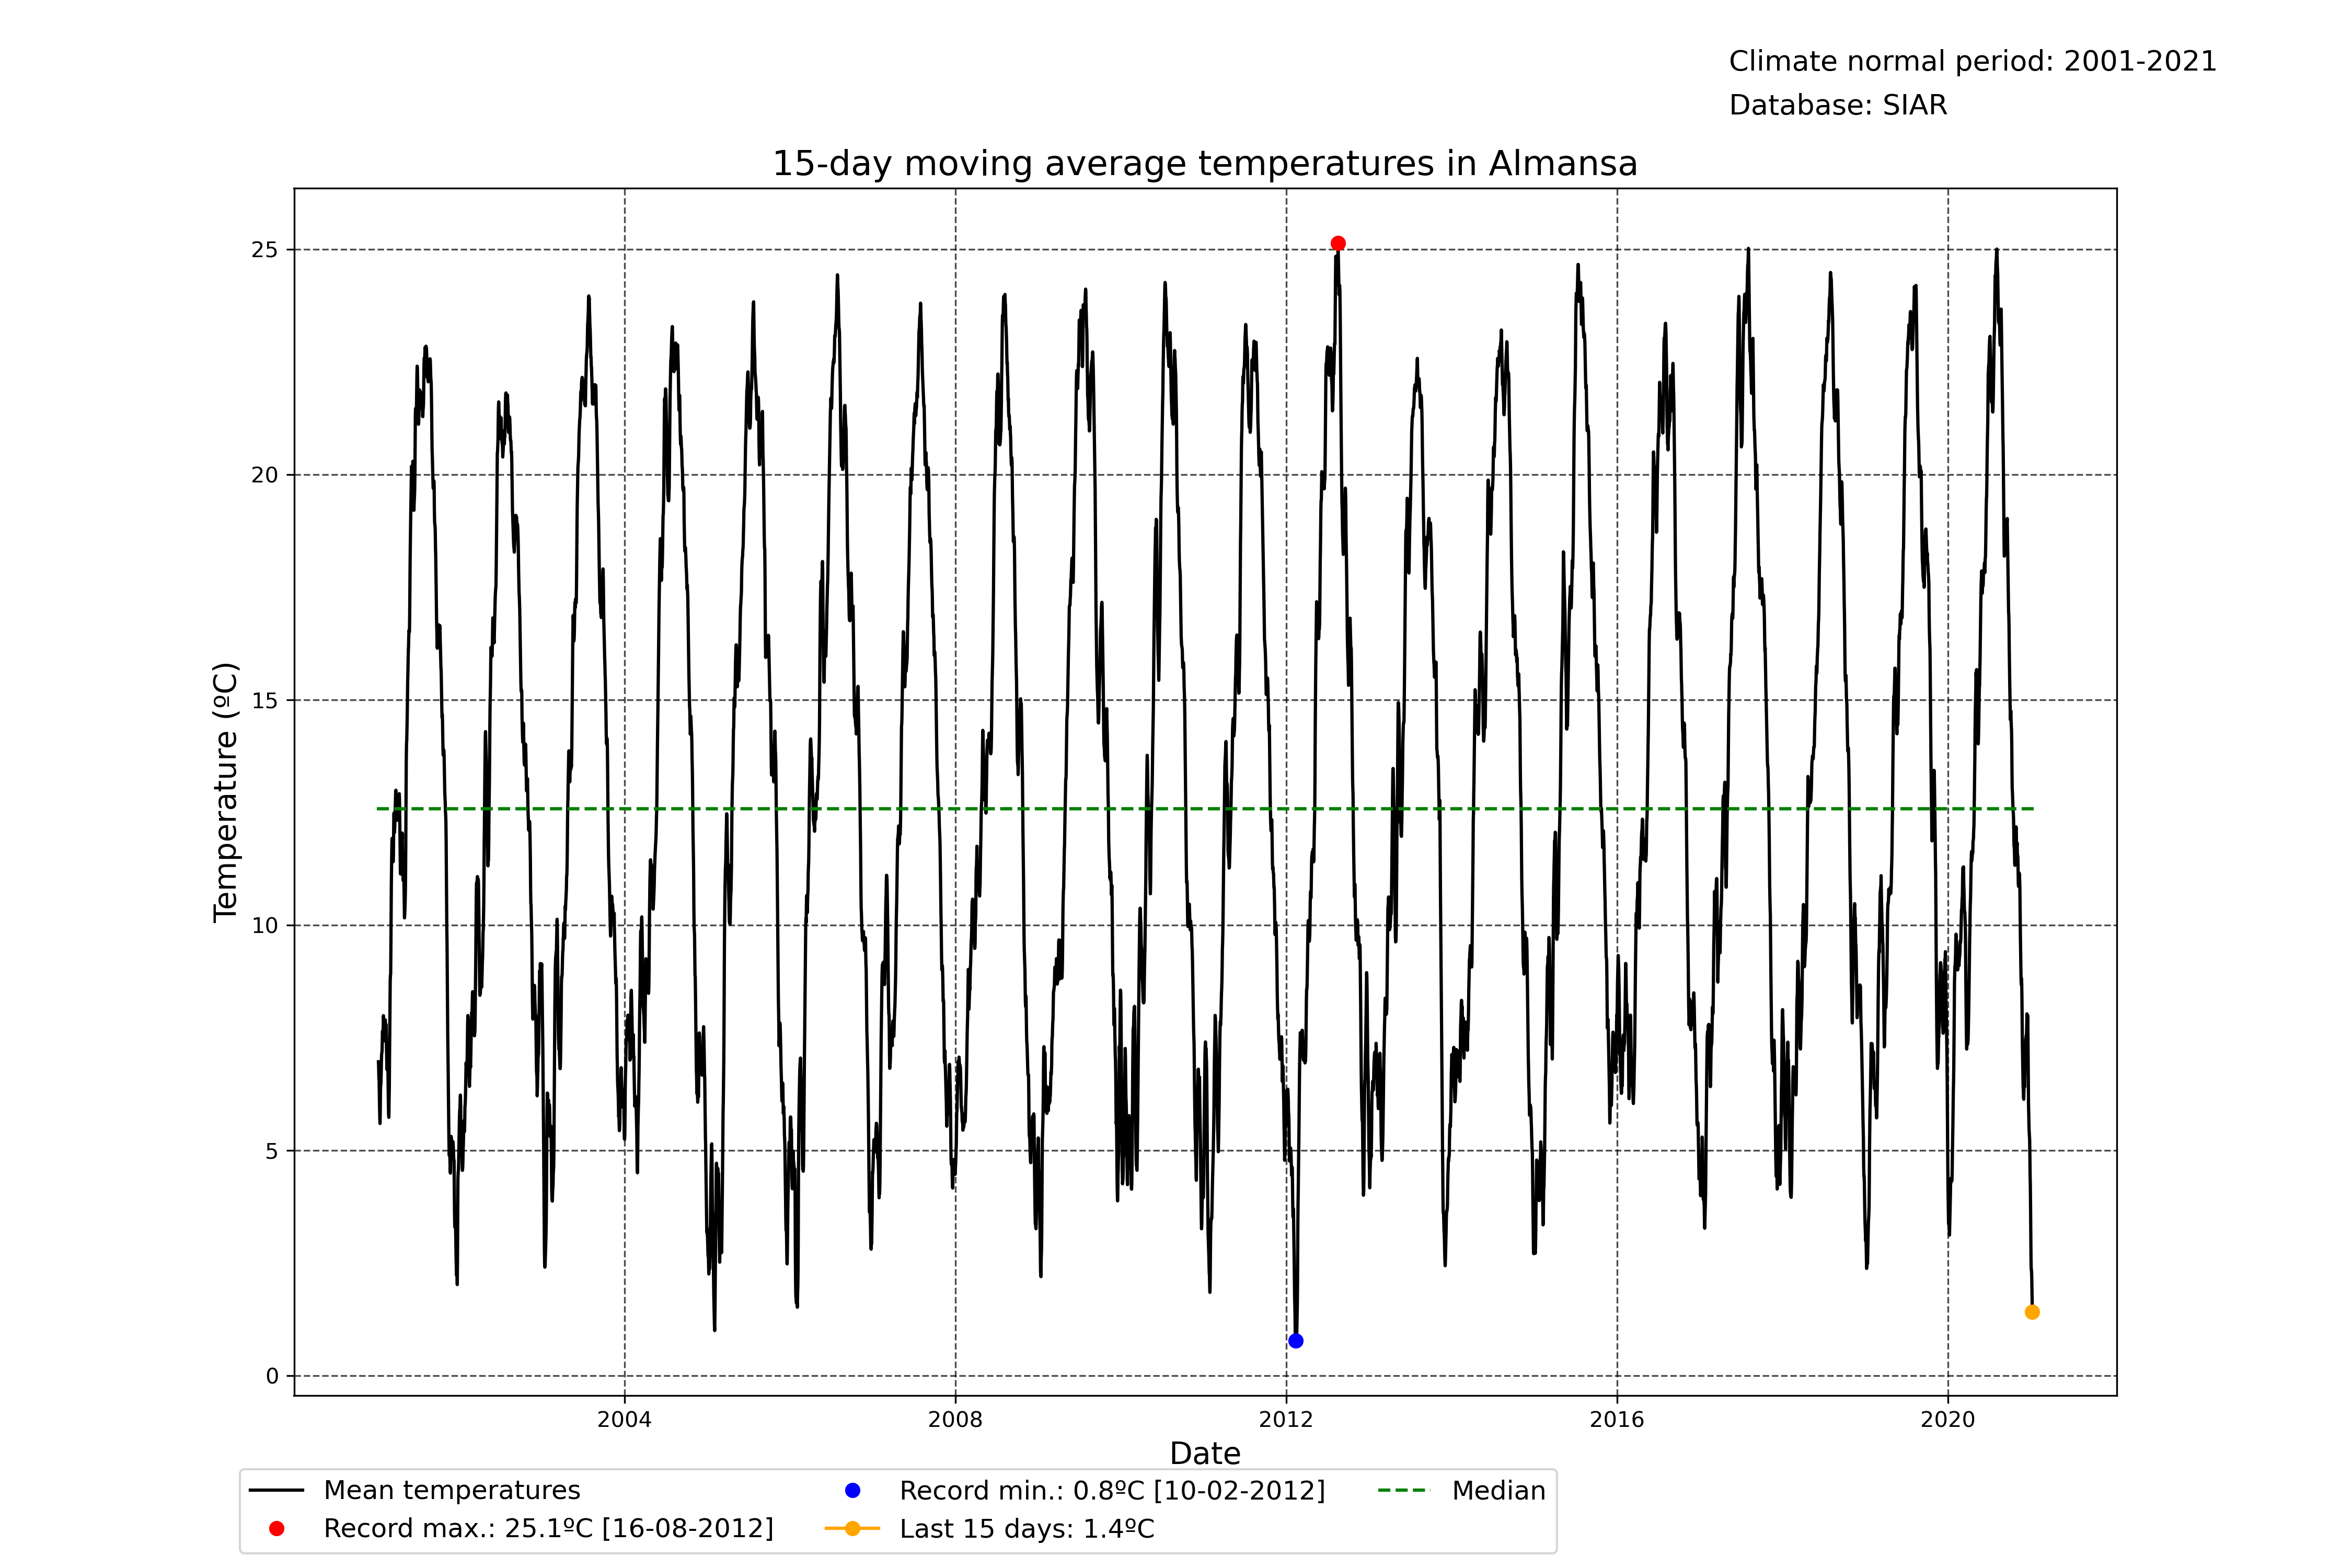 Climate normal period: 2001-2021
Database: SIAR
15-day moving average temperatures in Almansa
25
20
15
10
5
0
Temperature (ºC)
2004
2008
2012
2016
2020
Date
Mean temperatures
Record max.: 25.1ºC [16-08-2012]
Record min.: 0.8ºC [10-02-2012]
Last 15 days: 1.4ºC
Median